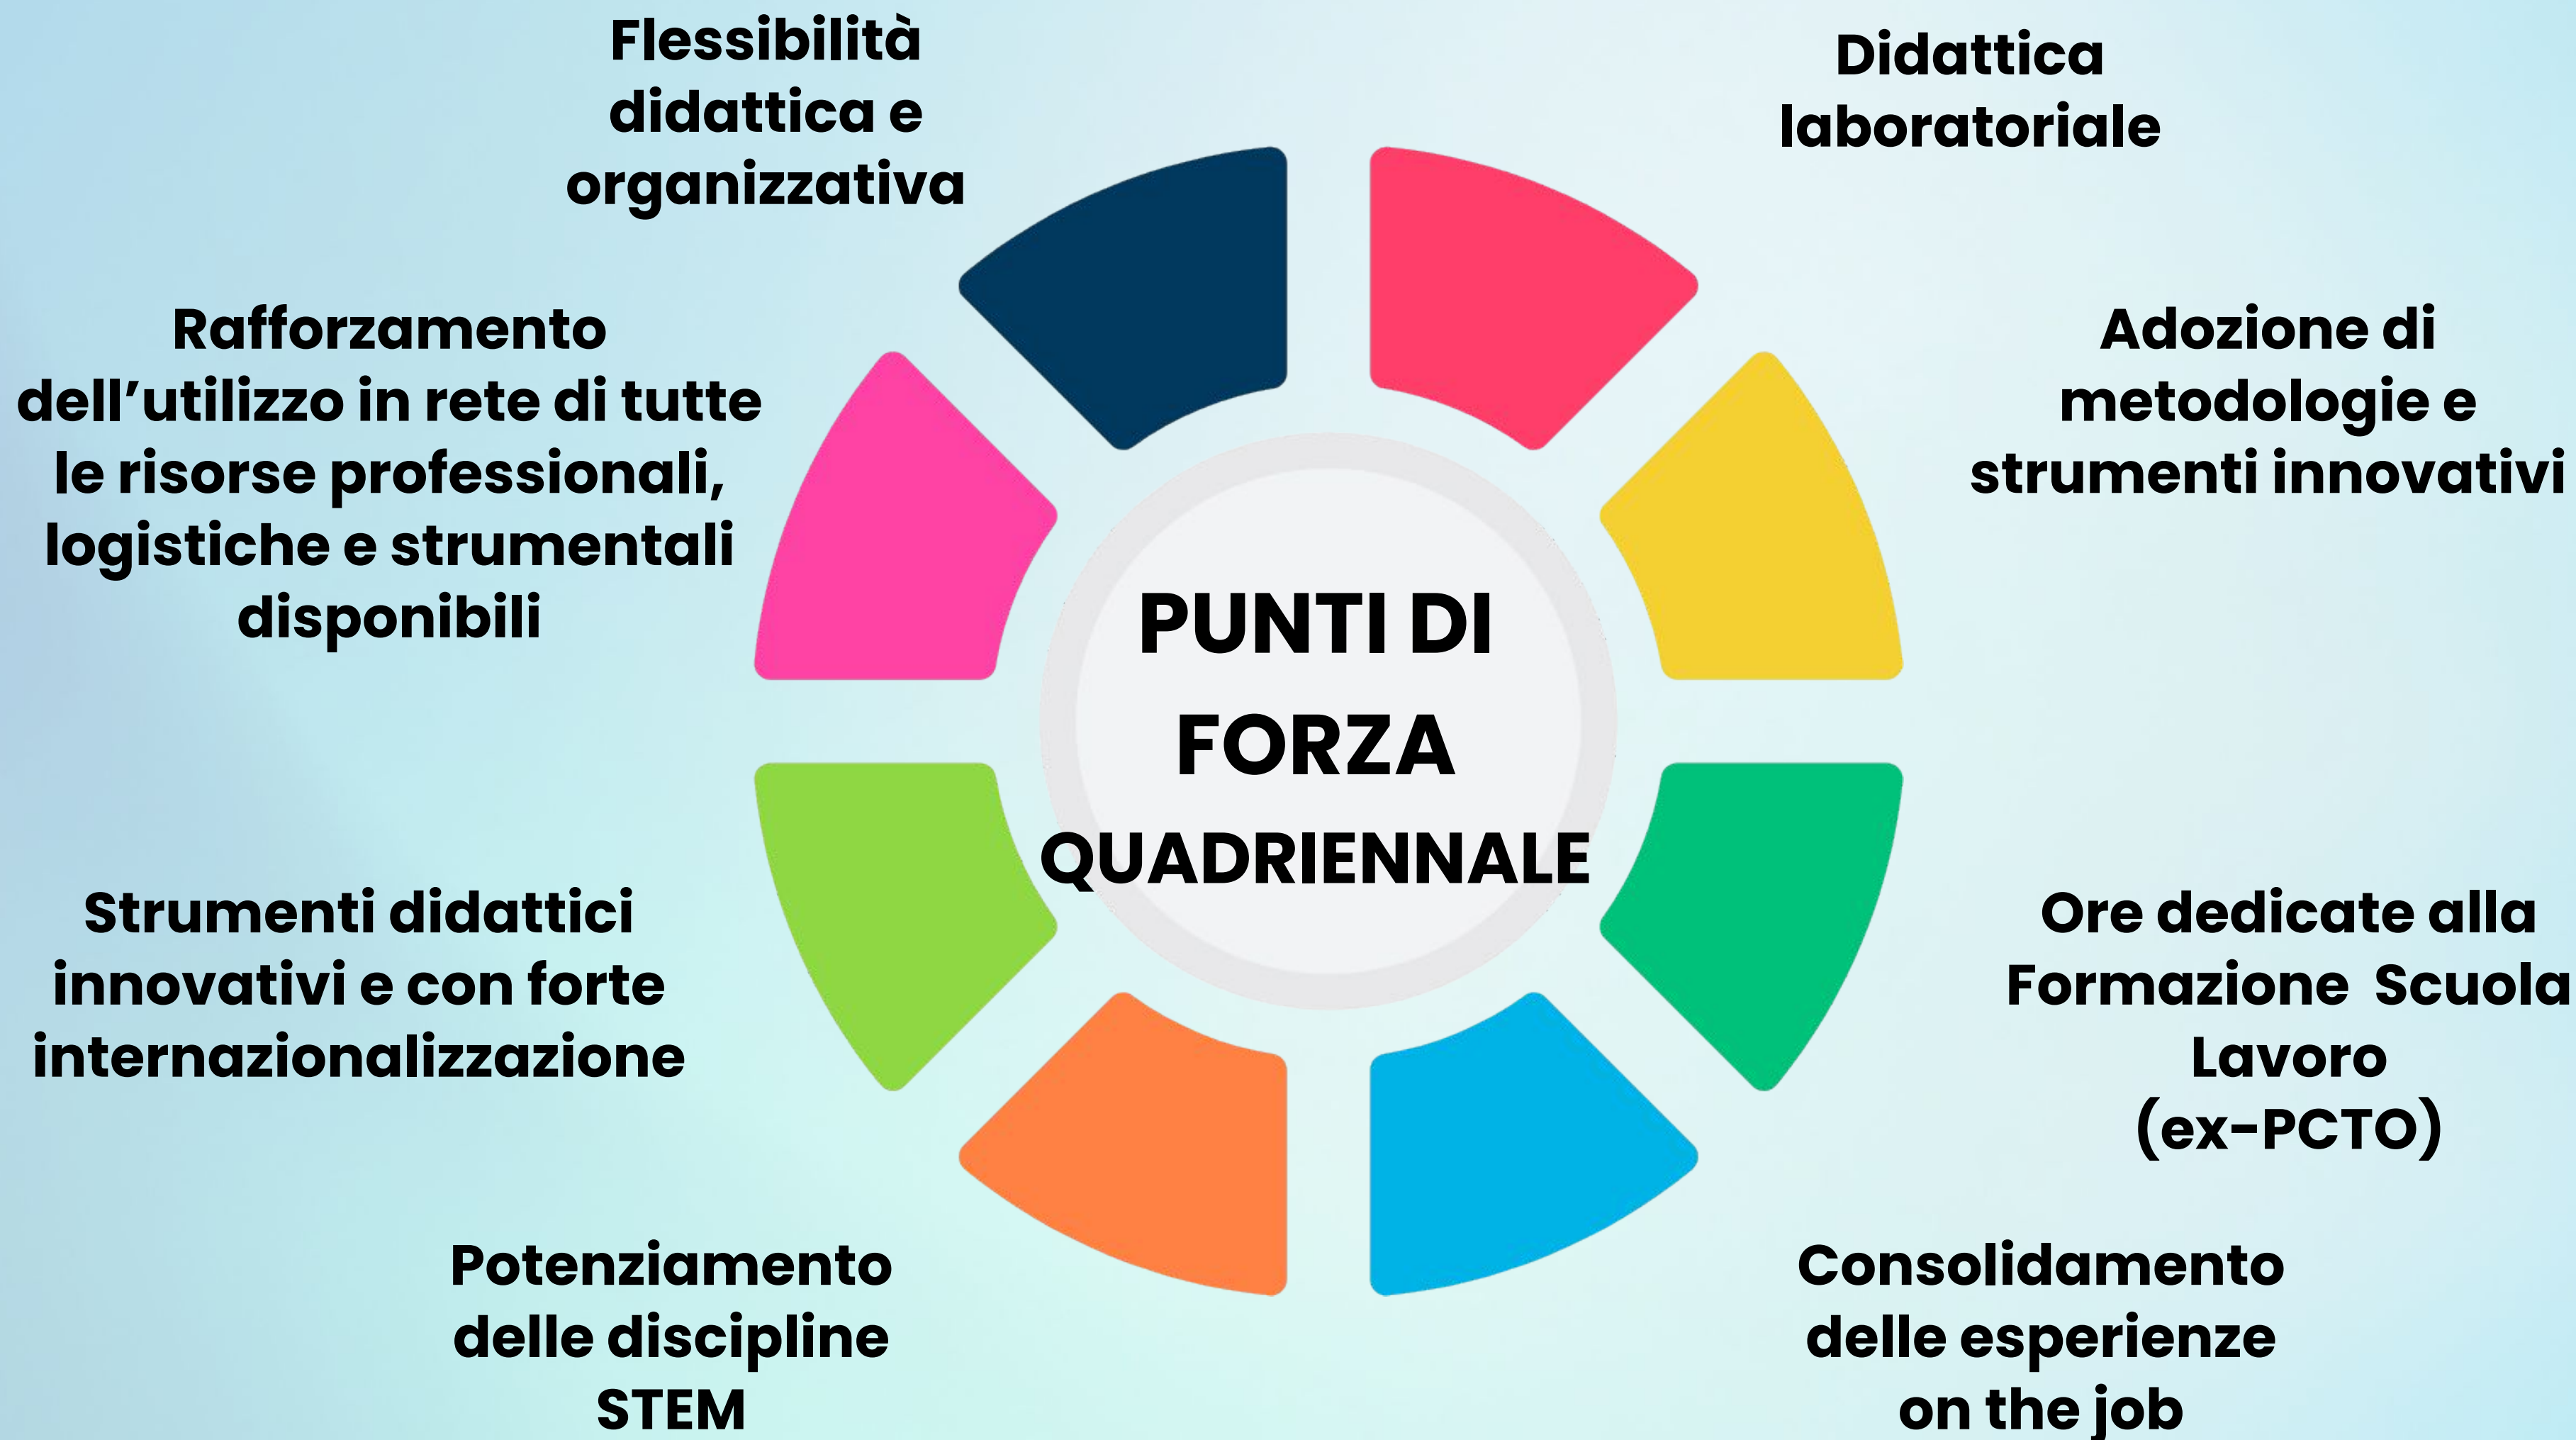 Flessibilità
didattica e
organizzativa
Didattica
laboratoriale
Rafforzamento
dell’utilizzo in rete di tutte
le risorse professionali,
logistiche e strumentali
disponibili
Adozione di
metodologie e
strumenti innovativi
PUNTI DI
FORZA
QUADRIENNALE
Strumenti didattici
innovativi e con forte
internazionalizzazione
Ore dedicate alla
Formazione  Scuola
Lavoro
(ex-PCTO)
Potenziamento
delle discipline
STEM
Consolidamento
delle esperienze
on the job